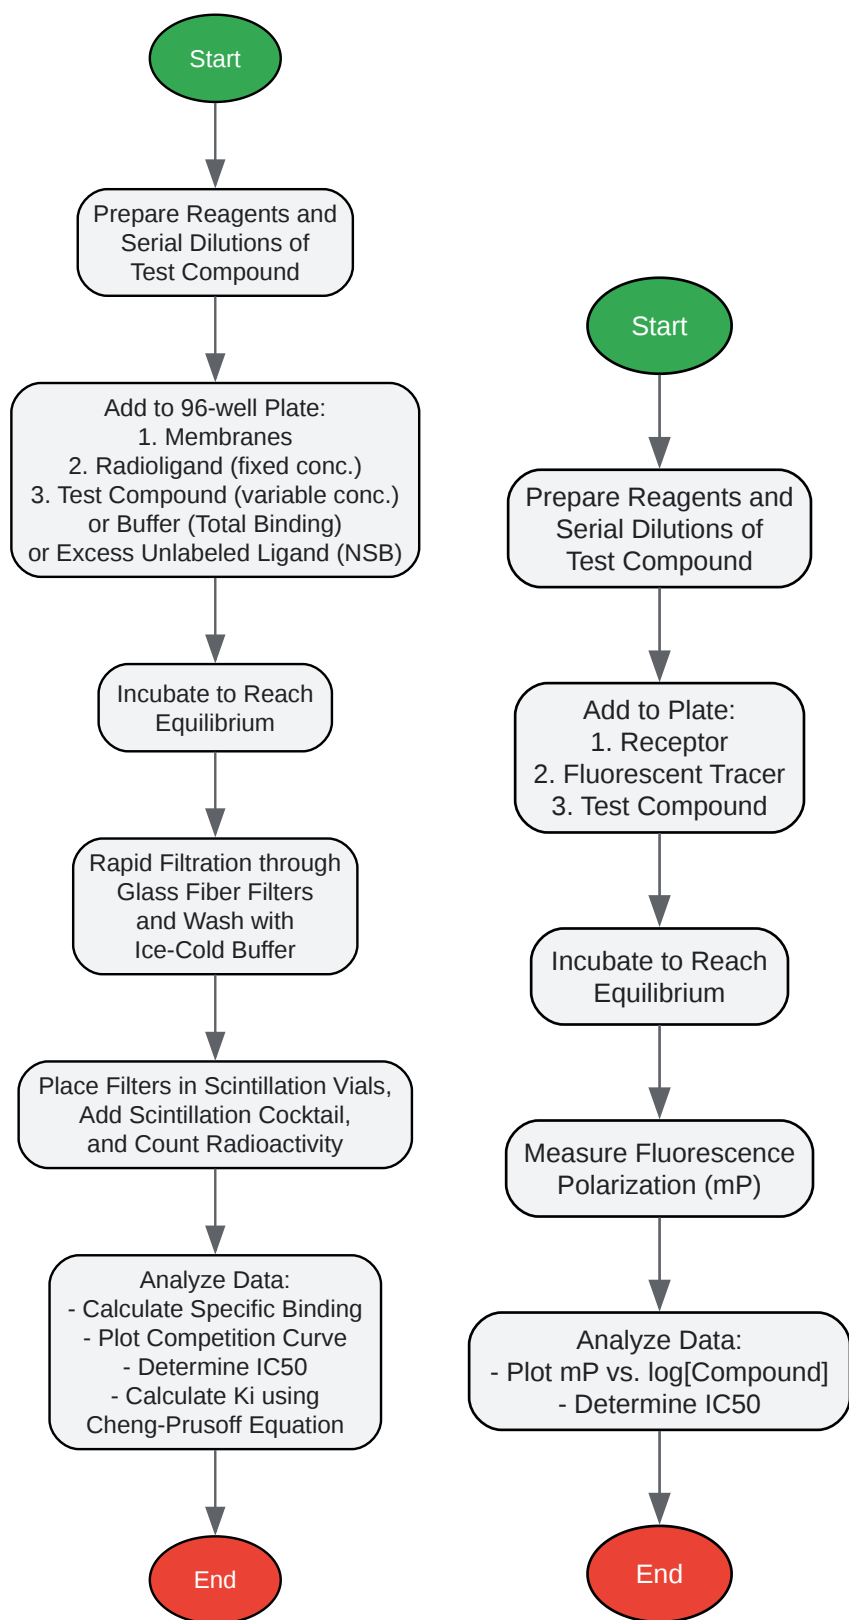 Start
Prepare Reagents and
Serial Dilutions of
Test Compound
Add to 96-well Plate:
1. Membranes
2. Radioligand (fixed conc.)
3. Test Compound (variable conc.)
or Buffer (Total Binding)
or Excess Unlabeled Ligand (NSB)
Incubate to Reach
Equilibrium
Rapid Filtration through
Glass Fiber Filters
and Wash with
Ice-Cold Buffer
Place Filters in Scintillation Vials,
Add Scintillation Cocktail,
and Count Radioactivity
Analyze Data:
- Calculate Specific Binding
- Plot Competition Curve
- Determine IC50
- Calculate Ki using
Cheng-Prusoff Equation
End
Start
Prepare Reagents and
Serial Dilutions of
Test Compound
Add to Plate:
1. Receptor
2. Fluorescent Tracer
3. Test Compound
Incubate to Reach
Equilibrium
Measure Fluorescence
Polarization (mP)
Analyze Data:
- Plot mP vs. log[Compound]
- Determine IC50
End